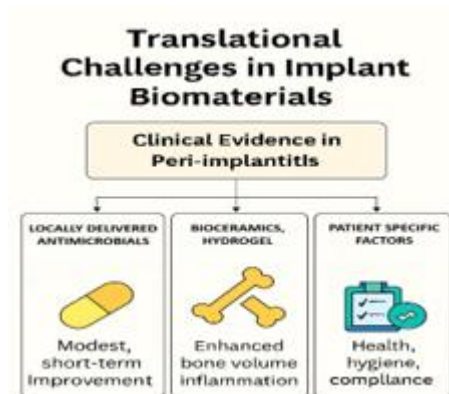 Translational
Challenges in Implant
Biomaterials
Clinical Evidence in
Peri-implantitls
LOCALLY DELIVERED
ANTIMICROBIALS
Modest,
short-term
Improvement
BIOCERAMICS,
HYDROGEL
Enhanced
bone volume
inflammation
PATIENT SPECIFIC
FACTORS
Health,
hygiene,
compliance